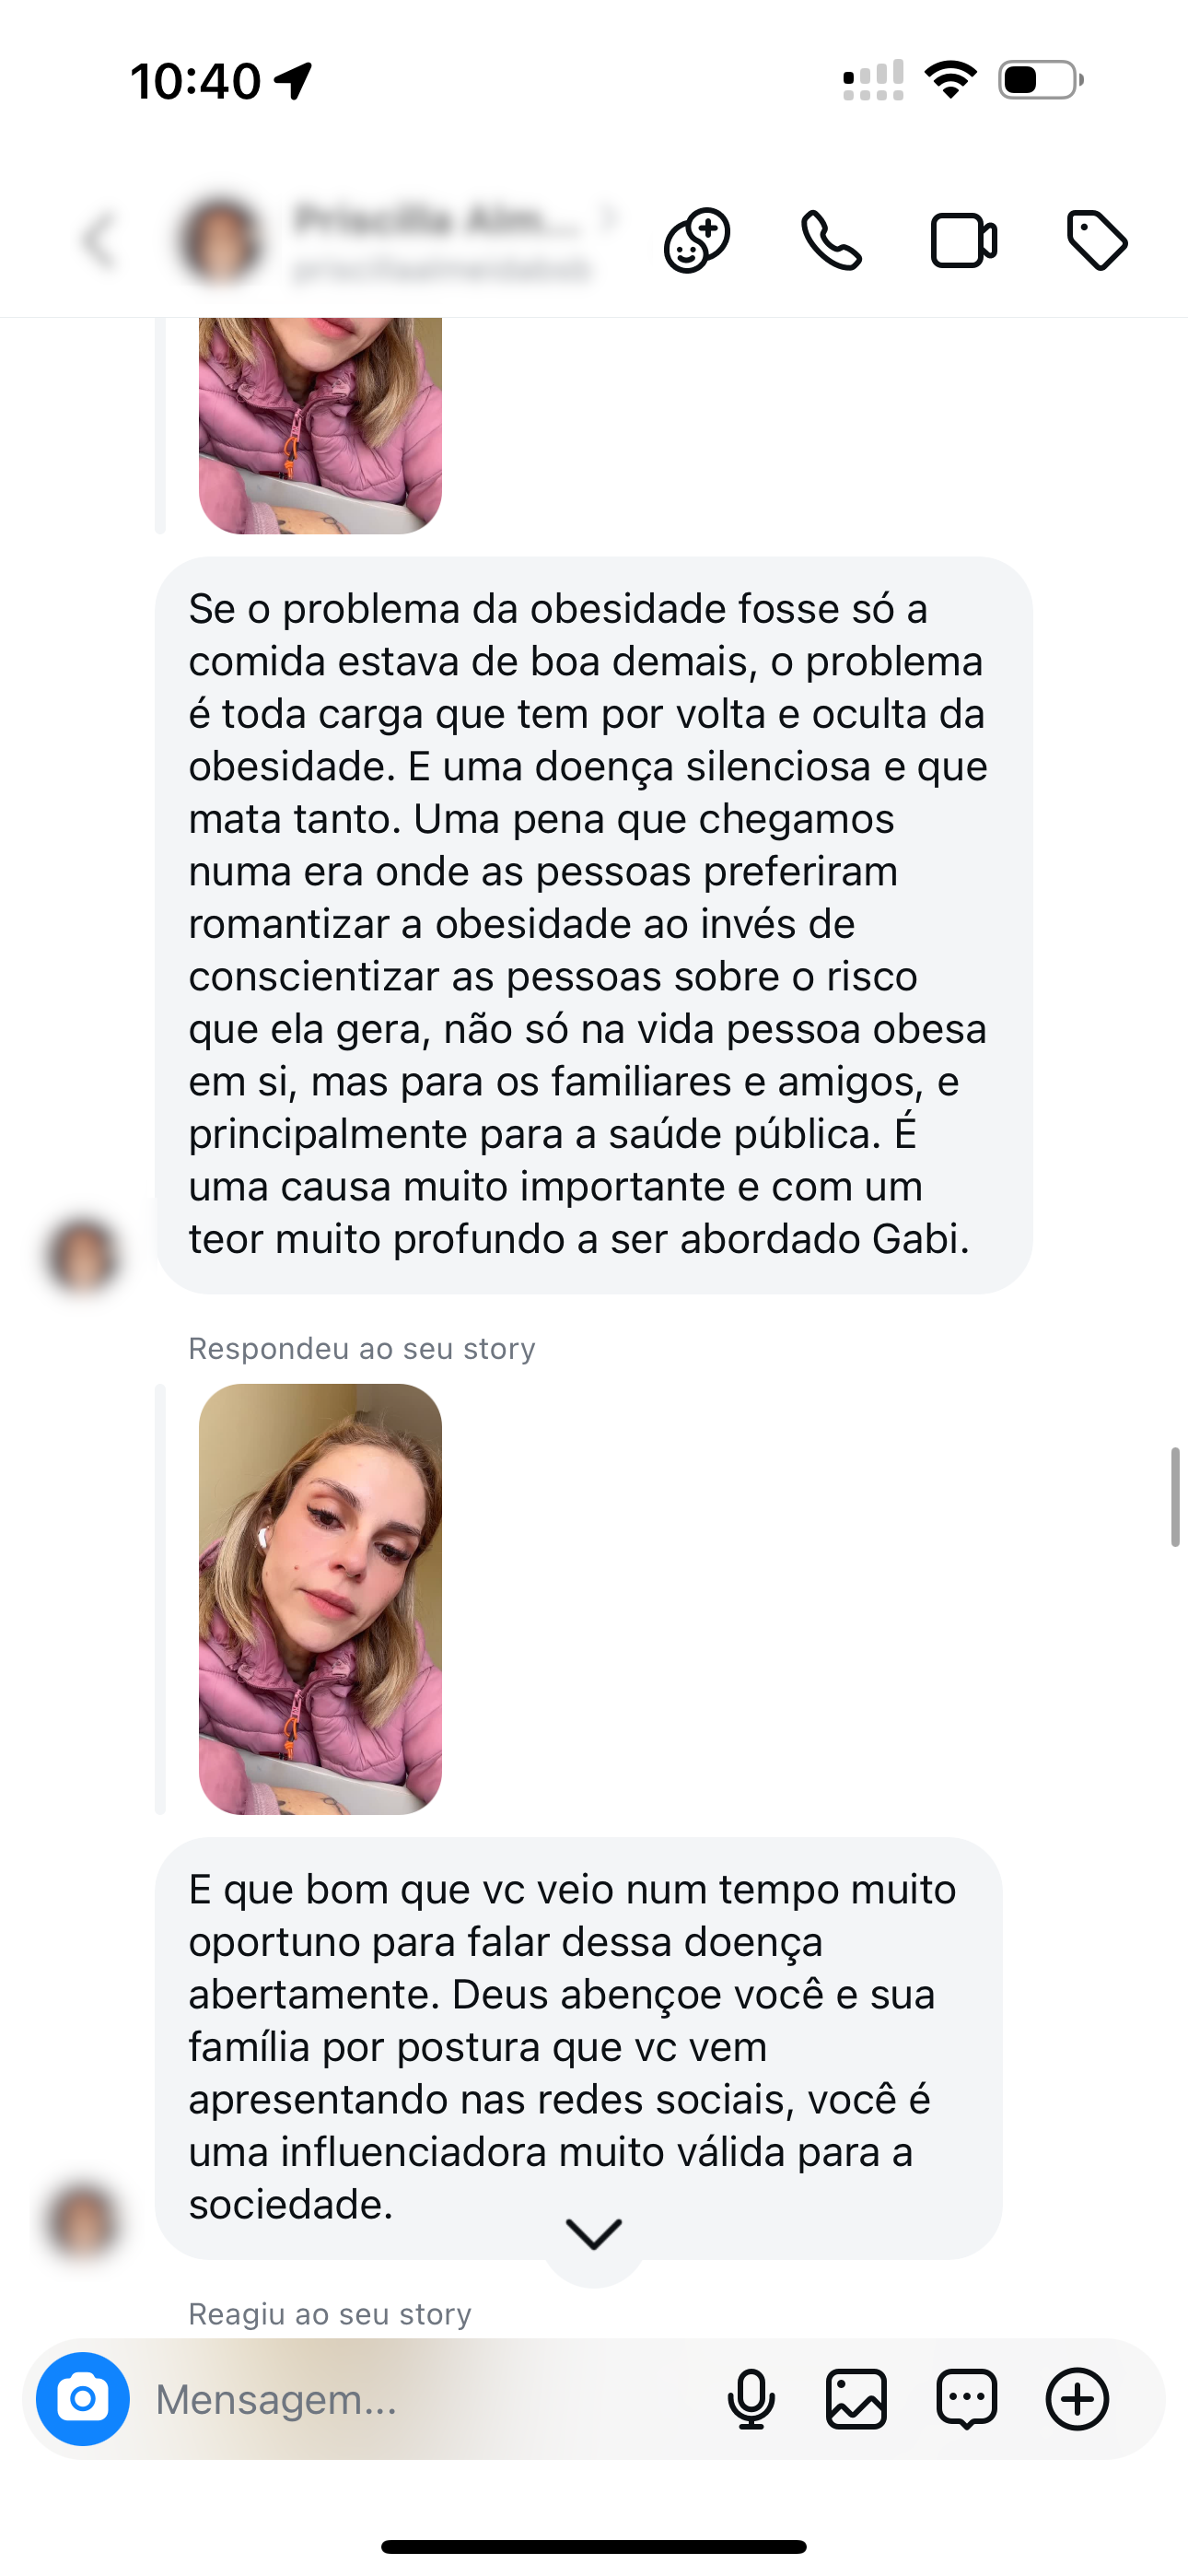 10:40
Priscilla Alm...
Se o problema da obesidade fosse só a
comida estava de boa demais, o problema
é toda carga que tem por volta e oculta da
obesidade. E uma doença silenciosa e que
mata tanto. Uma pena que chegamos
numa era onde as pessoas preferiram
romantizar a obesidade ao invés de
conscientizar as pessoas sobre o risco
que ela gera, não só na vida pessoa obesa
em si, mas para os familiares e amigos, e
principalmente para a saúde pública. É
uma causa muito importante e com um
teor muito profundo a ser abordado Gabi.
Respondeu ao seu story
E que bom que vc veio num tempo muito
oportuno para falar dessa doença
abertamente. Deus abençoe você e sua
família por postura que vc vem
apresentando nas redes sociais, você é
uma influenciadora muito válida para a
sociedade.
Reagiu ao seu story
Mensagem...